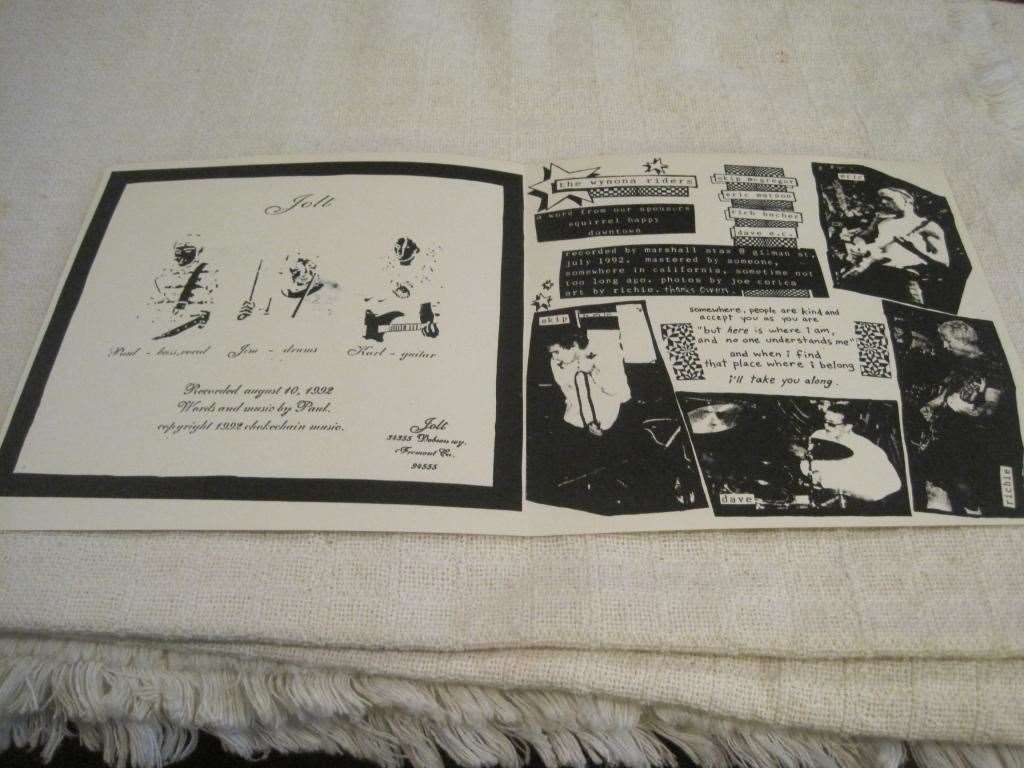 Jolt
Paul - bass, vocal Jim - drums Karl - guitar
Recorded august 10, 1992
Words and music by Paul.
copyright 1992 chokechain music.
Jolt
34355 Dobson wy.
Fremont Ca.
94555
the wynona riders
a word from our sponsors
squirrel happy
downtown
skip mcgregor
eric matson
rich bucher
dave e.c.
recorded by marshall stax @ gilman st.
july 1992. mastered by someone,
somewhere in california, sometime not
too long ago. photos by joe corica
art by richie. thanx Owen.
eric
skip
somewhere, people are kind and
accept you as you are
"but here is where I am,
and no one understands me"
and when i find
that place where i belong
i'll take you along.
dave
richie